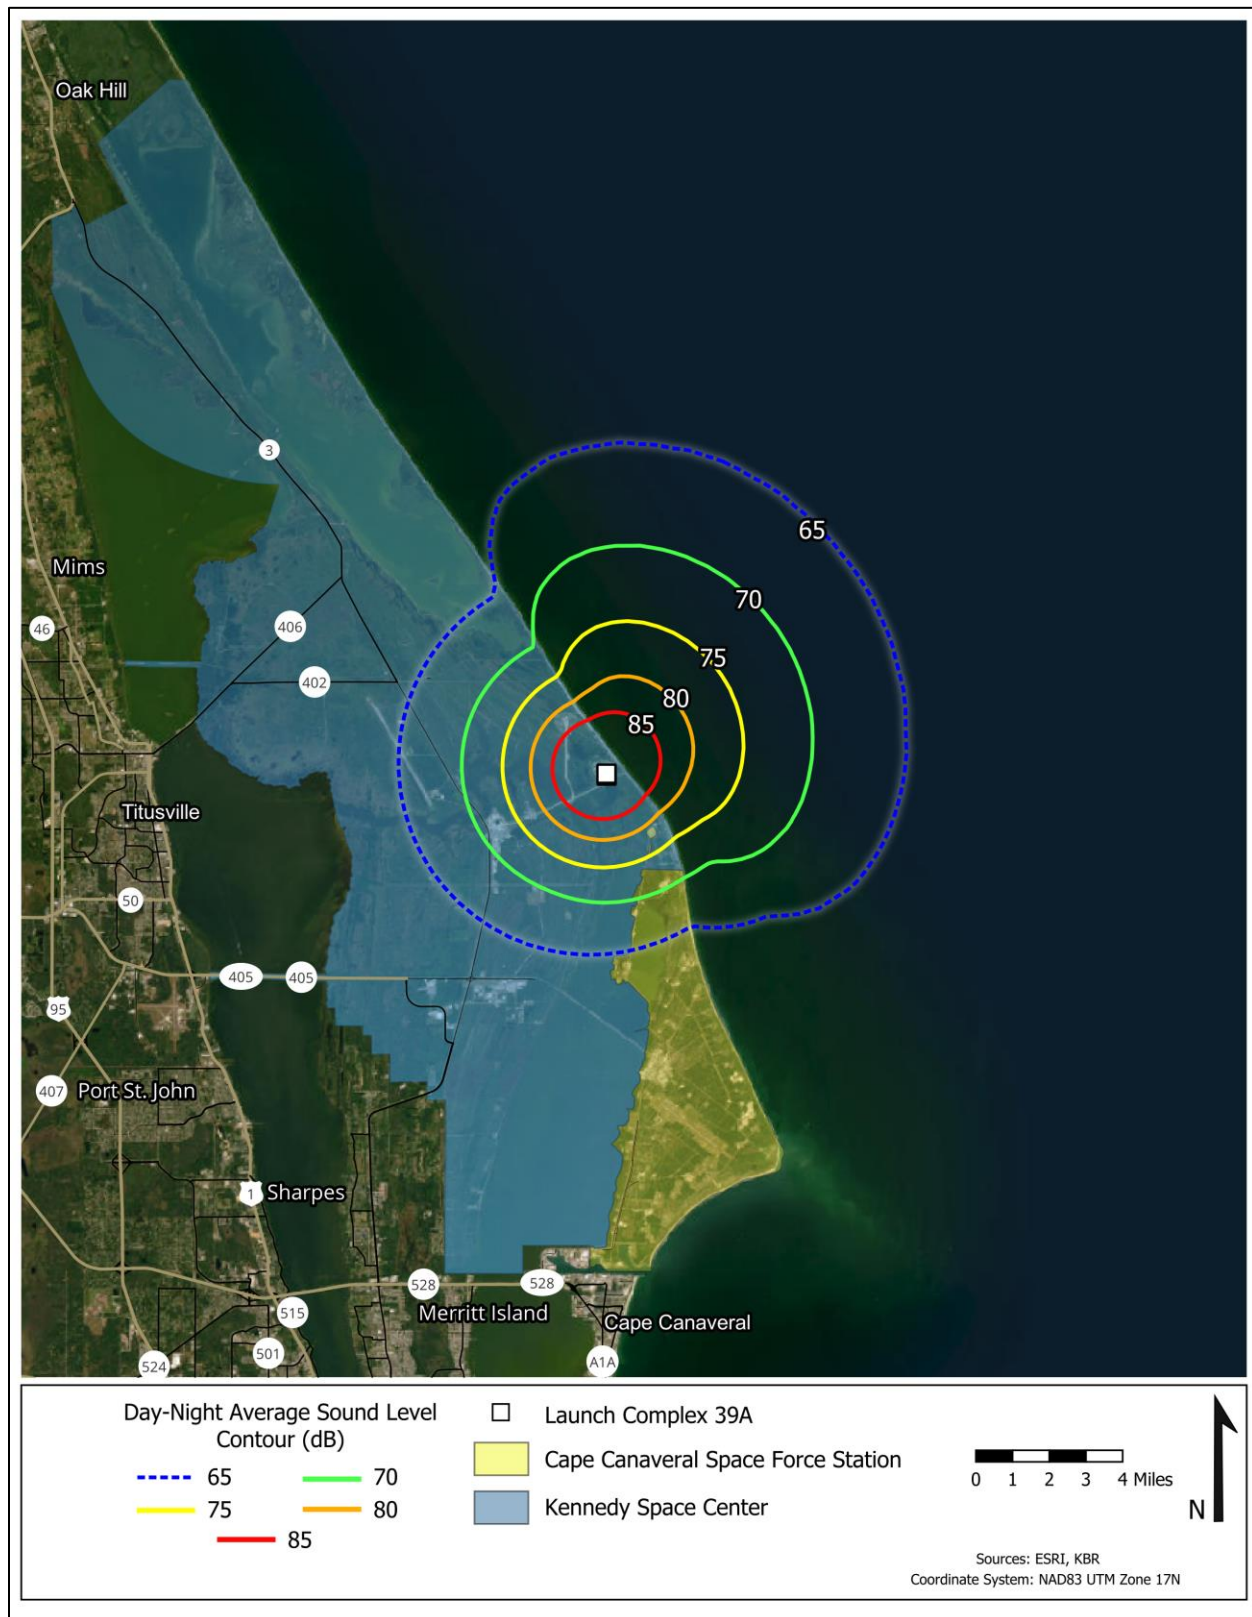 Oak Hill
3
65
Mims
70
46
406
75
402
80
85
Titusville
50
405
405
95
407
Port St. John
1
Sharpes
528
528
515
Merritt Island
Cape Canaveral
501
524
A1A
Day-Night Average Sound Level
Contour (dB)
65
70
75
80
85
Launch Complex 39A
Cape Canaveral Space Force Station
Kennedy Space Center
0 1 2 3 4 Miles
N
Sources: ESRI, KBR
Coordinate System: NAD83 UTM Zone 17N